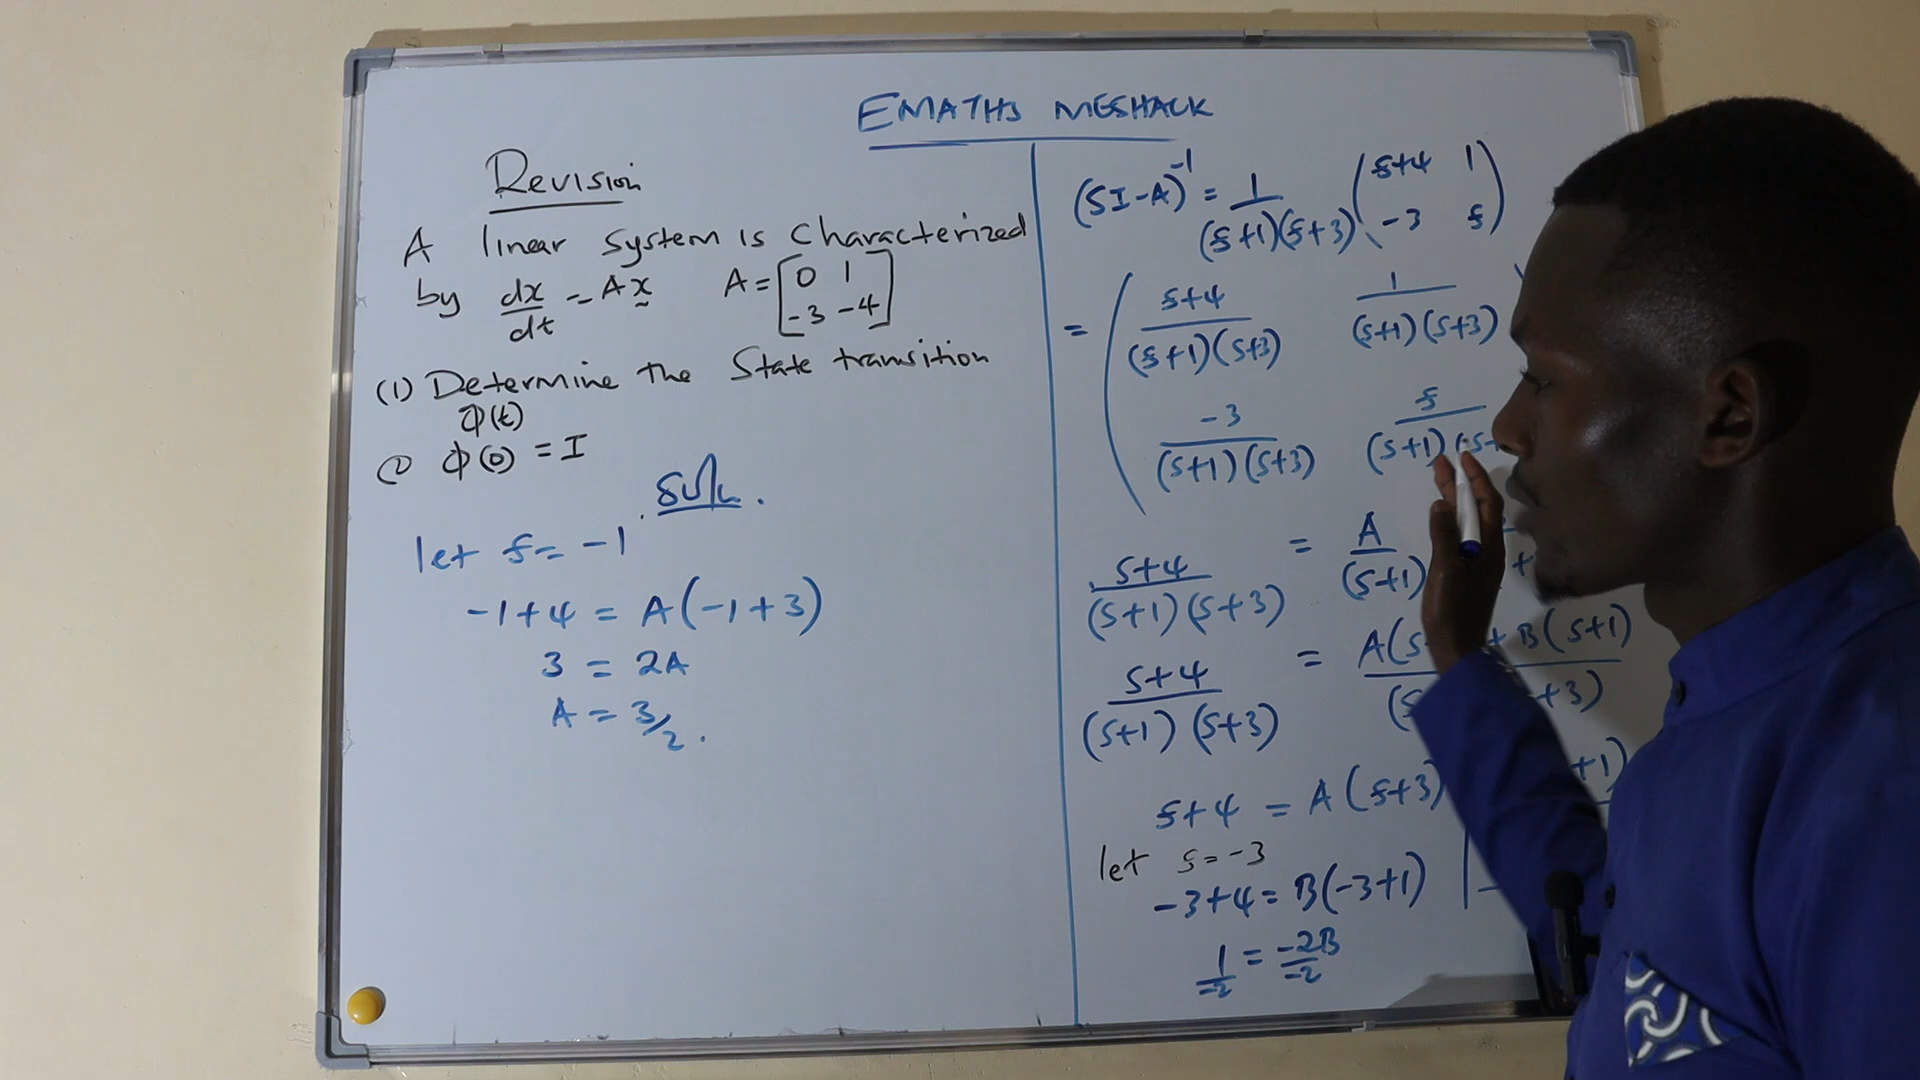 EMATHS MESHACK
Revision
A linear system is characterized
by dx/dt = Ax A = [0 1
-3 -4]
(1) Determine the State transition
Φ(t)
② ϕ(0) = I
soln.
let s = -1
-1+4 = A(-1+3)
3 = 2A
A = 3/2.
(SI-A)^-1 = 1/(s+1)(s+3) (s+4 1
-3 s)
= ( s+4/(s+1)(s+3) 1/(s+1)(s+3)
-3/(s+1)(s+3) s/(s+1)(s+
s+4/(s+1)(s+3) = A/(s+1) +
s+4/(s+1)(s+3) = A(s + B(s+1)/(s +3)
s+4 = A(s+3) +1)
let s = -3
-3+4 = B(-3+1)
1/-2 = -2B/-2